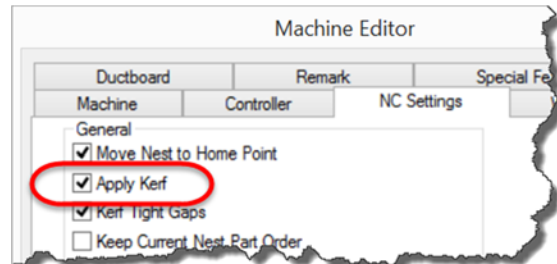 Machine Editor
Ductboard Remark Special Fe
Machine Controller NC Settings
General
Move Nest to Home Point
Apply Kerf
Kerf Tight Gaps
Keep Current Nest Part Order